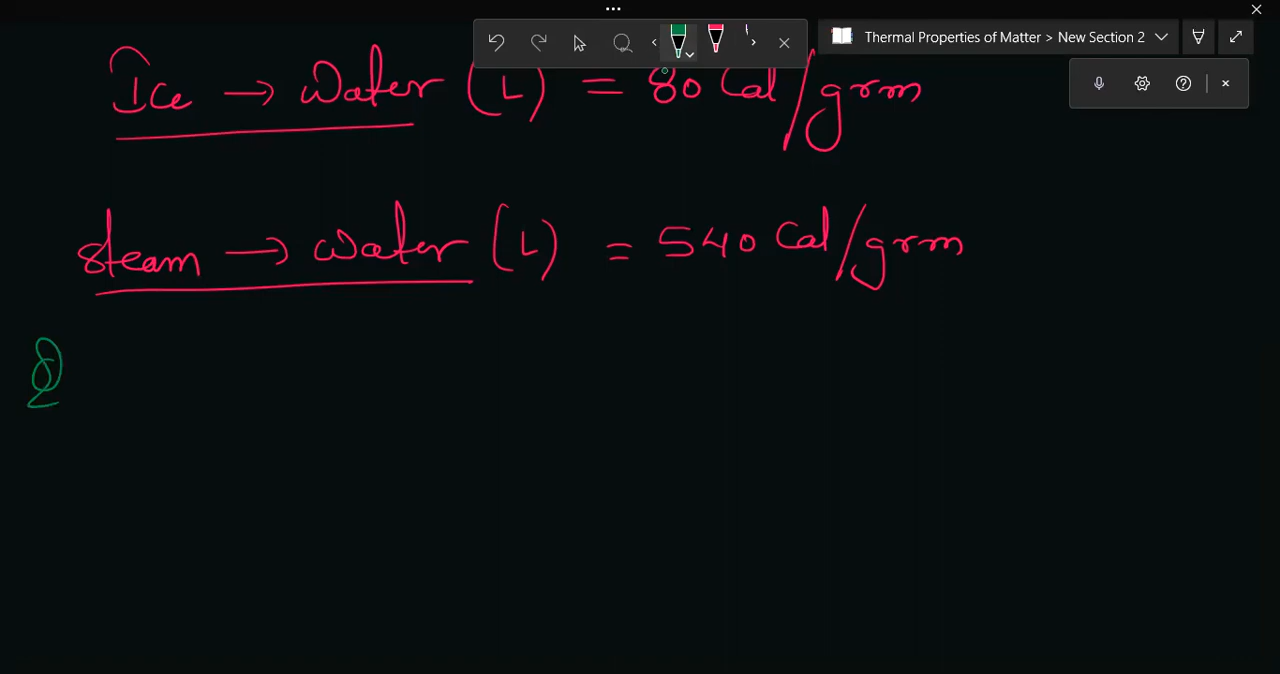 Thermal Properties of Matter > New Section 2
Ice → Water (L) = 80 Cal/grm
steam → water (L) = 540 Cal/grm
Q